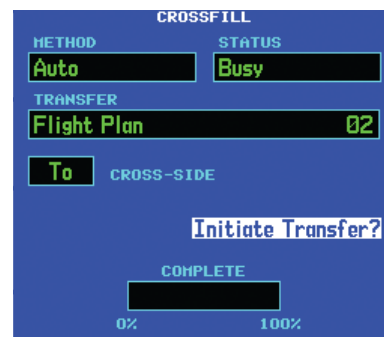 CROSSFILL
METHOD STATUS
Auto Busy
TRANSFER
Flight Plan 02
To CROSS-SIDE
Initiate Transfer?
COMPLETE
0% 100%